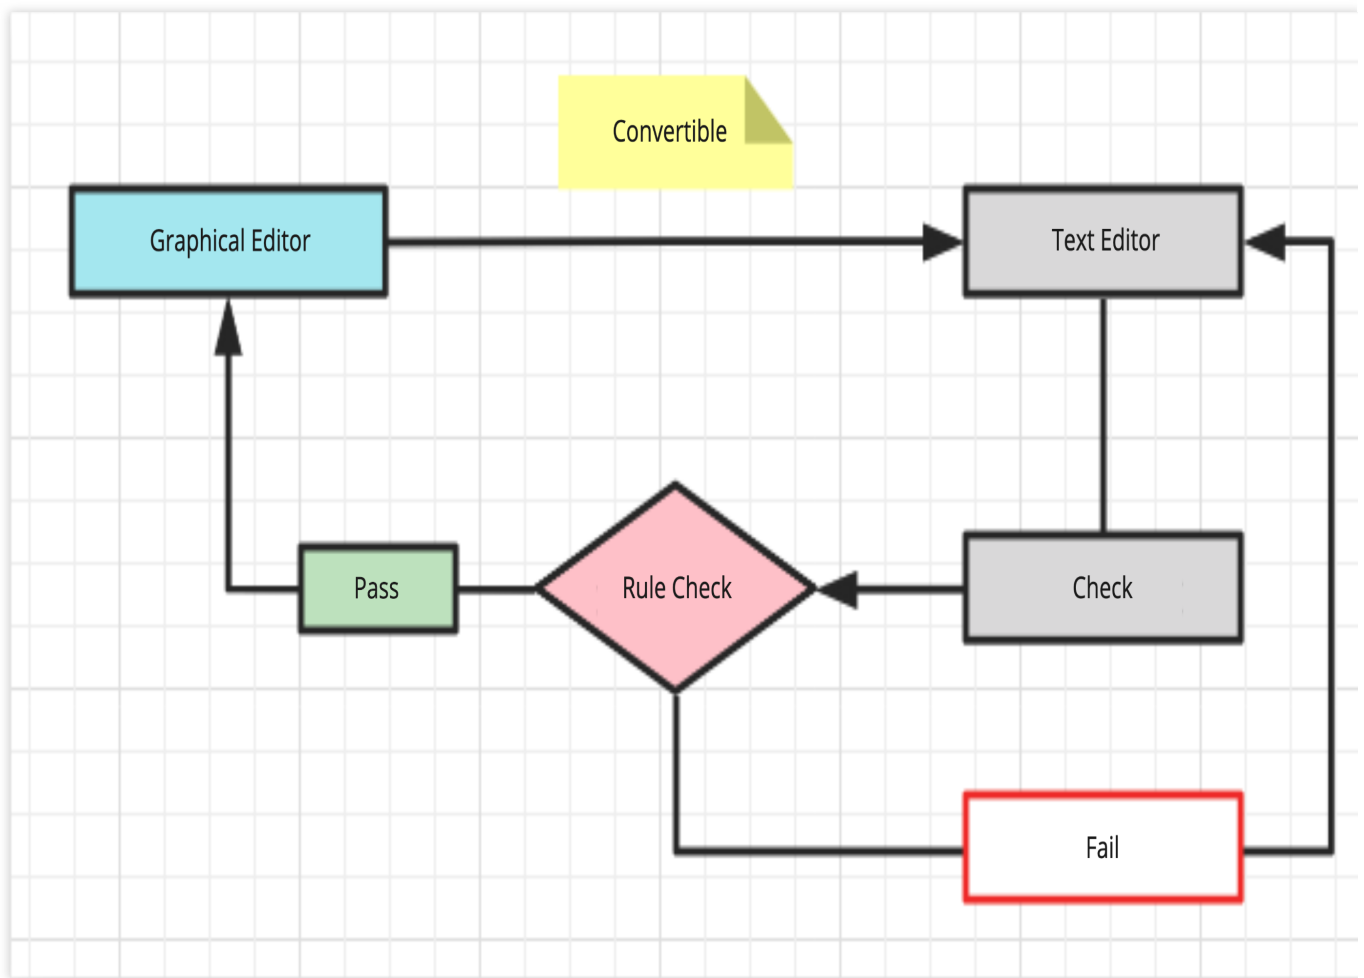 Convertible
Graphical Editor
Text Editor
Pass
Rule Check
Check
Fail